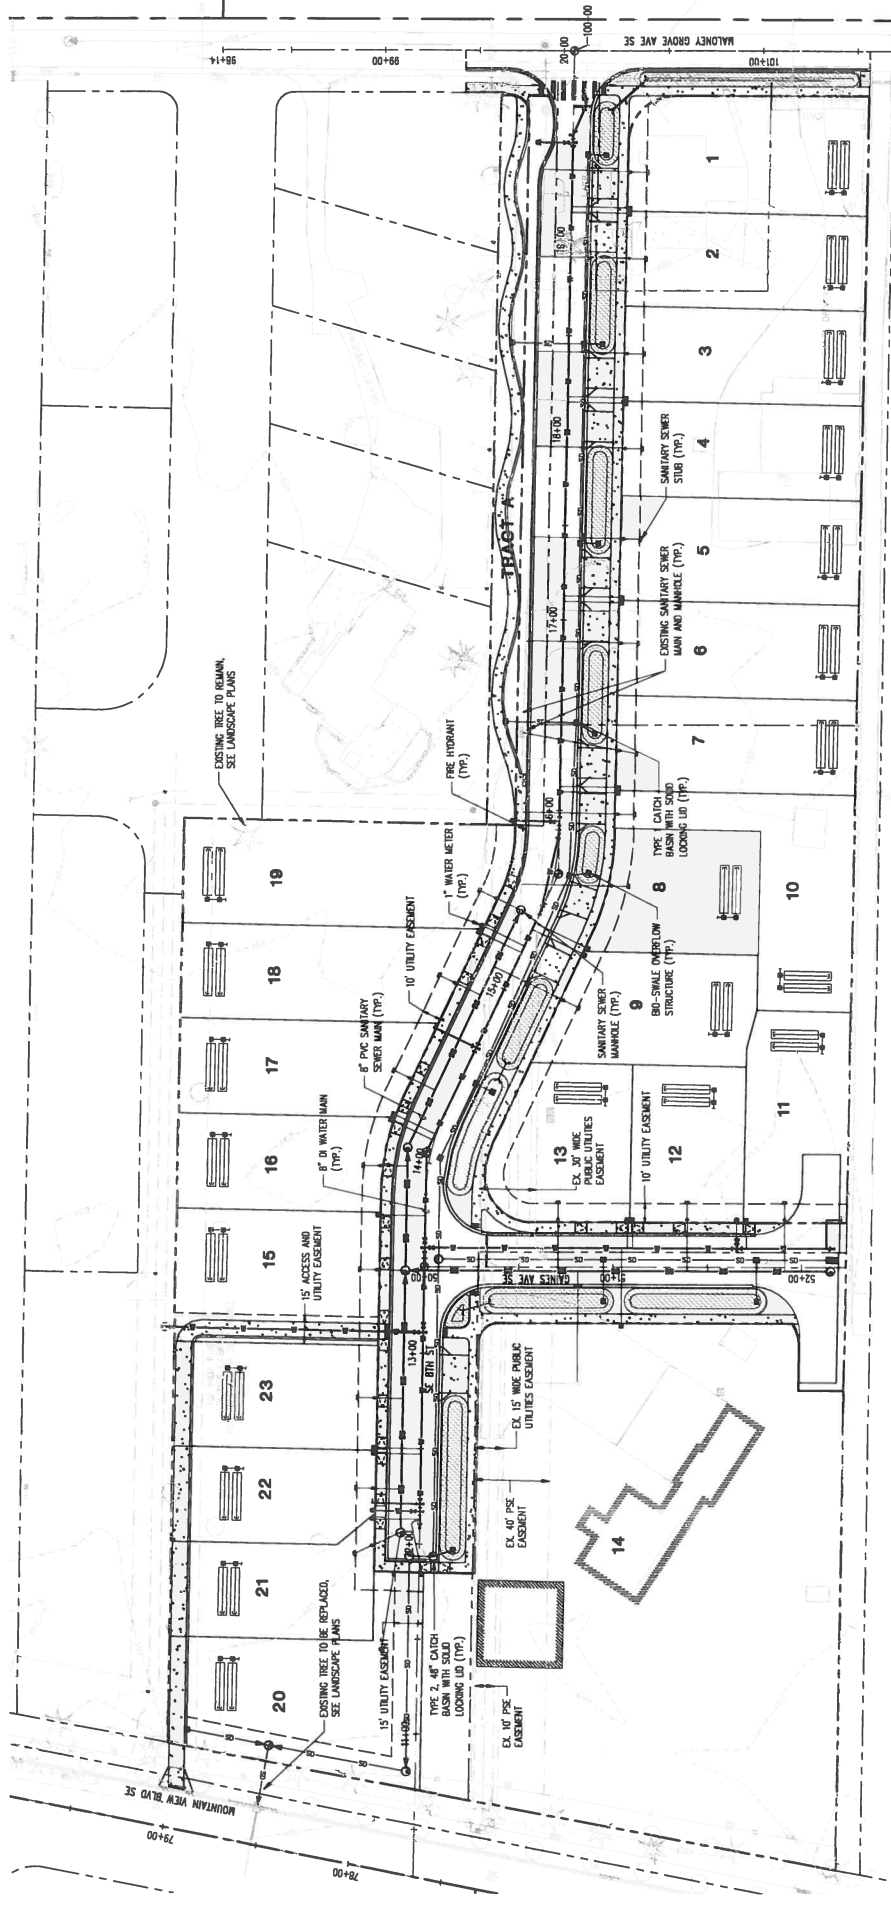 MALONEY GROVE AVE SE
98+14
99+00
20+00
100+00
101+00
1
2
3
4
5
6
7
8
9
10
11
12
13
14
15
16
17
18
19
20
21
22
23
19+00
18+00
17+00
16+00
15+00
14+00
13+00
12+00
11+00
TRACT 'A'
SANITARY SEWER
STUB (TYP.)
EXISTING SANITARY SEWER
MAIN AND MANHOLE (TYP.)
EXISTING TREE TO REMAIN,
SEE LANDSCAPE PLANS
FIRE HYDRANT
(TYP.)
TYPE 1 CATCH
BASIN WITH SOLID
LOCKING LID (TYP.)
1" WATER METER
(TYP.)
10' UTILITY EASEMENT
BIO-SWALE OVERFLOW
STRUCTURE (TYP.)
8" PVC SANITARY
SEWER MAIN (TYP.)
SANITARY SEWER
MANHOLE (TYP.)
8" DI WATER MAIN
(TYP.)
EX. 30' WIDE
PUBLIC UTILITIES
EASEMENT
10' UTILITY EASEMENT
15' ACCESS AND
UTILITY EASEMENT
GAINES AVE SE
50+00
51+00
52+00
SE 8TH ST
EX. 15' WIDE PUBLIC
UTILITIES EASEMENT
EX. 40' PSE
EASEMENT
EXISTING TREE TO BE REPLACED,
SEE LANDSCAPE PLANS
15' UTILITY EASEMENT
TYPE 2, 48" CATCH
BASIN WITH SOLID
LOCKING LID (TYP.)
EX. 10' PSE
EASEMENT
MOUNTAIN VIEW BLVD SE
79+00
78+00